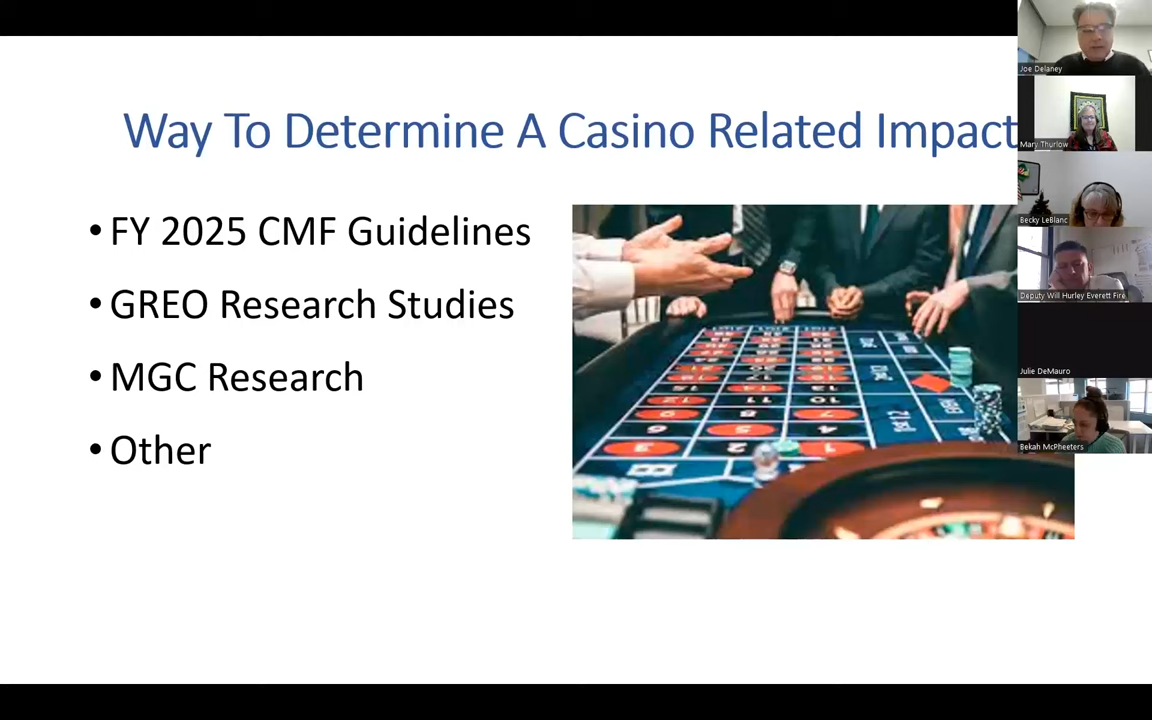 Way To Determine A Casino Related Impact
• FY 2025 CMF Guidelines
• GREO Research Studies
• MGC Research
• Other
Joe Delaney
Mary Thurlow
Becky LeBlanc
Deputy Will Hurley Everett Fire
Julie DeMauro
Bekah McPheeters